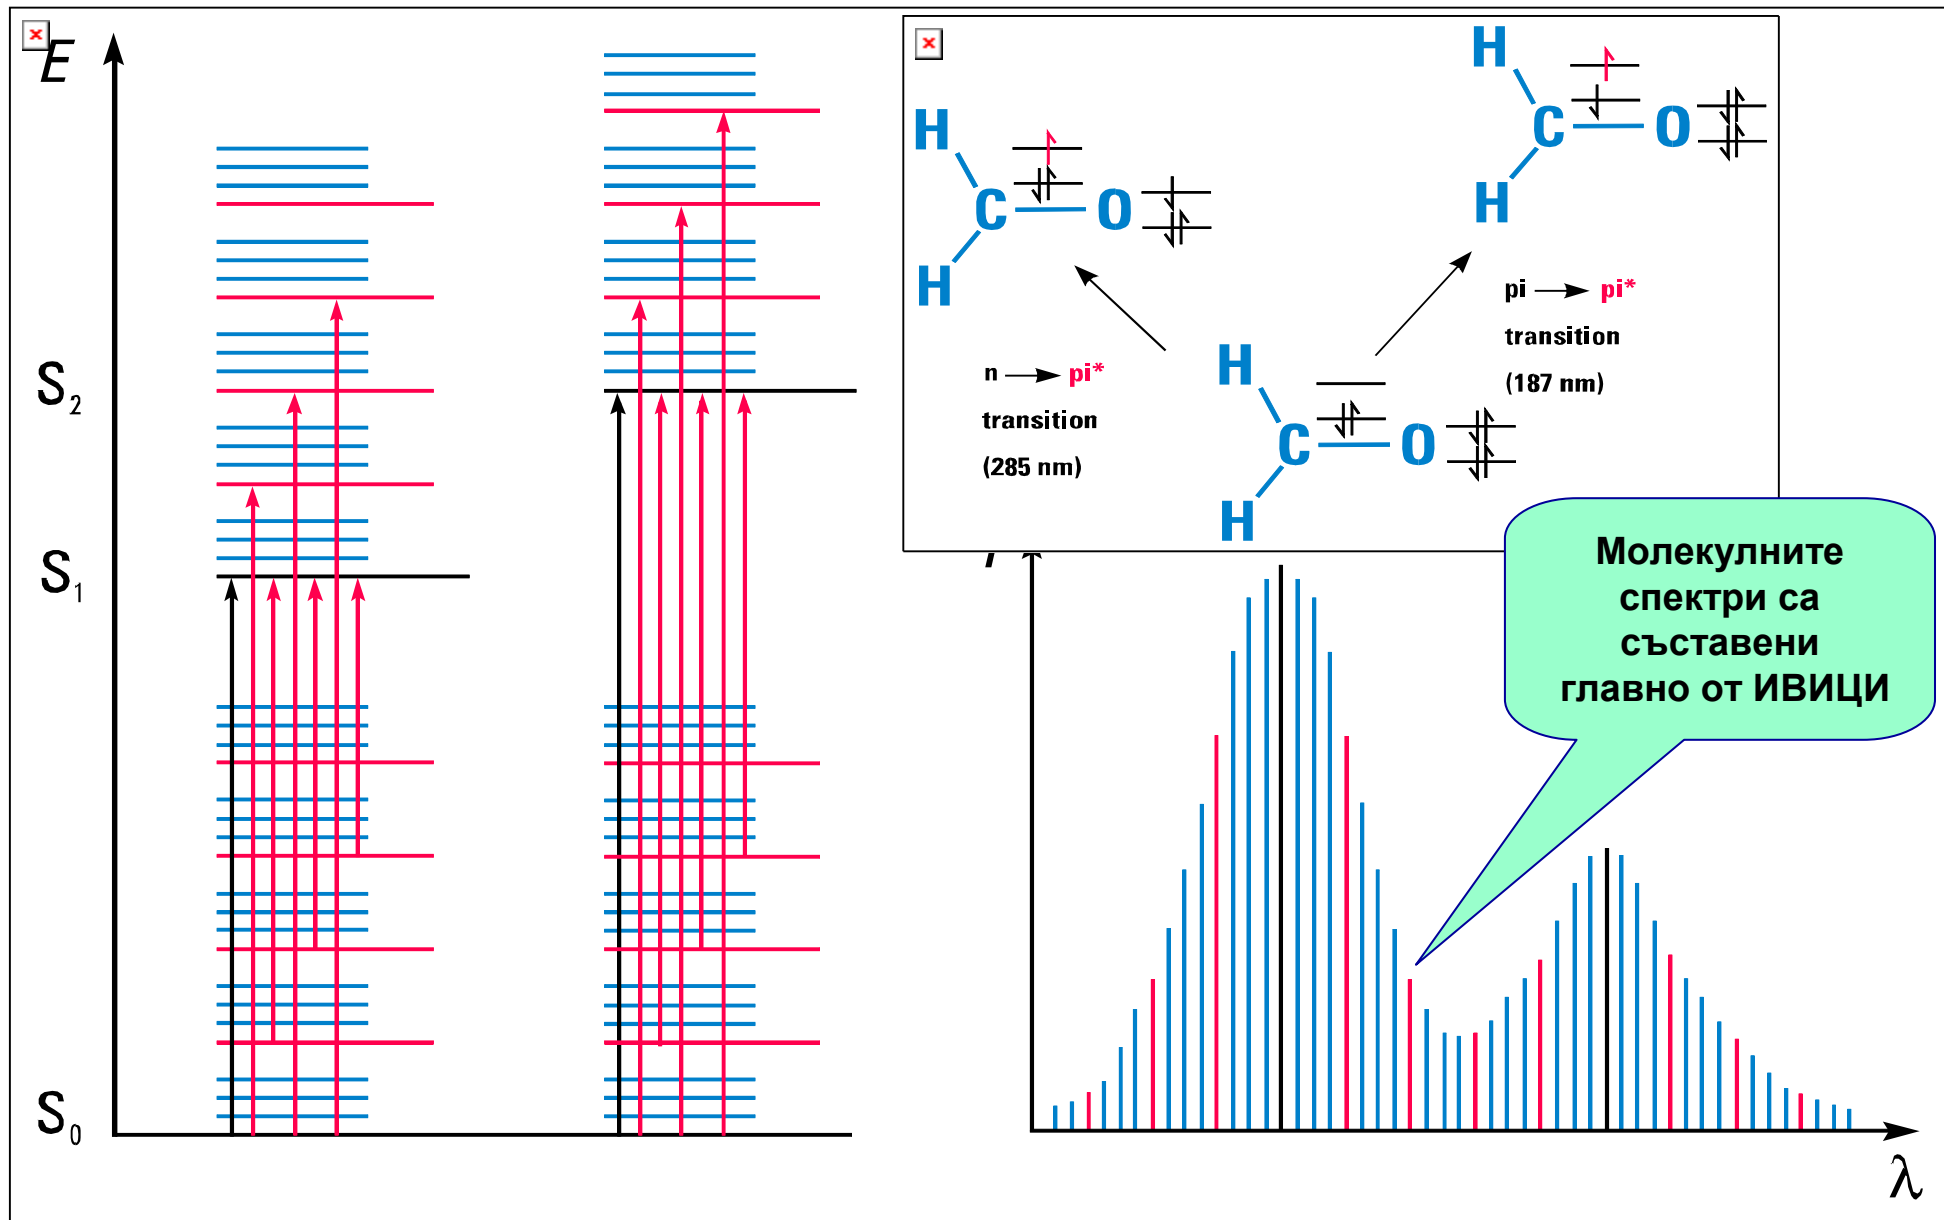 E
S2
S1
S0
H
H
C
O
H
H
C
O
H
H
C
O
n → pi*
transition
(285 nm)
pi → pi*
transition
(187 nm)
Молекулните
спектри са
съставени
главно от ИВИЦИ
λ